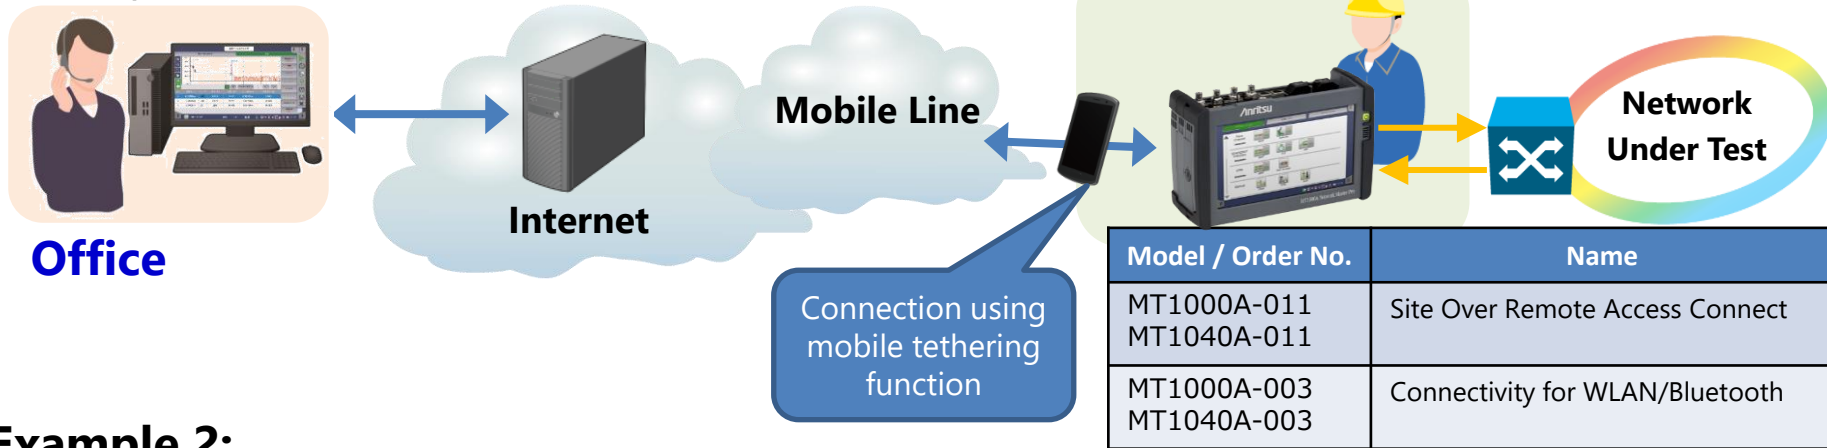 Office
Internet
Mobile Line
Connection using
mobile tethering
function
Anritsu
Network
Under Test
Model / Order No.
Name
MT1000A-011
MT1040A-011
Site Over Remote Access Connect
MT1000A-003
MT1040A-003
Connectivity for WLAN/Bluetooth
Example 2: